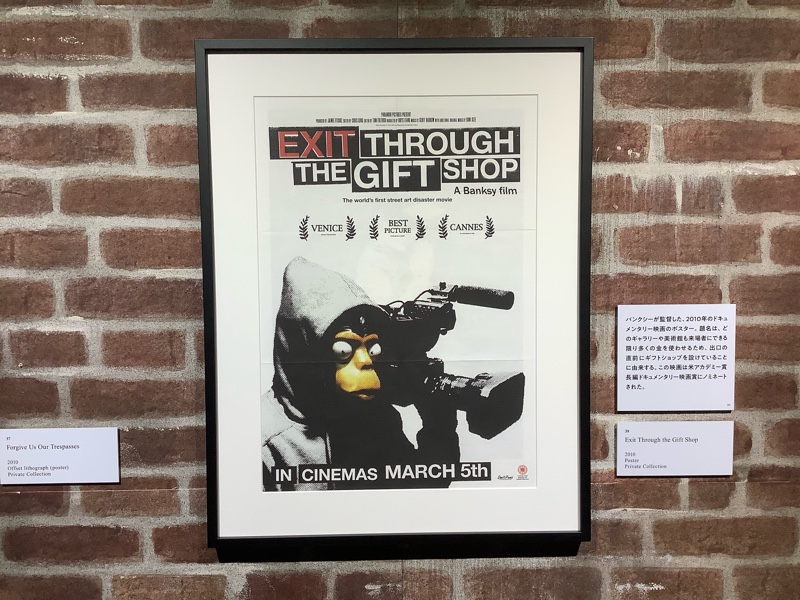 PARANOIA PICTURES PRESENT
EXIT THROUGH
THE GIFT SHOP
A Banksy film
The world's first street art disaster movie
VENICE
BEST
PICTURE
CANNES
IN CINEMAS MARCH 5th
37
Forgive Us Our Trespasses
2010
Offset lithograph (poster)
Private Collection
バンクシーが監督した、2010年のドキュ
メンタリー映画のポスター。題名は、ど
のギャラリーや美術館も来場者にできる
限り多くの金を使わせるため、出口の
直前にギフトショップを設けていること
に由来する。この映画は米アカデミー賞
長編ドキュメンタリー映画賞にノミネート
された。
38
Exit Through the Gift Shop
2010
Poster
Private Collection